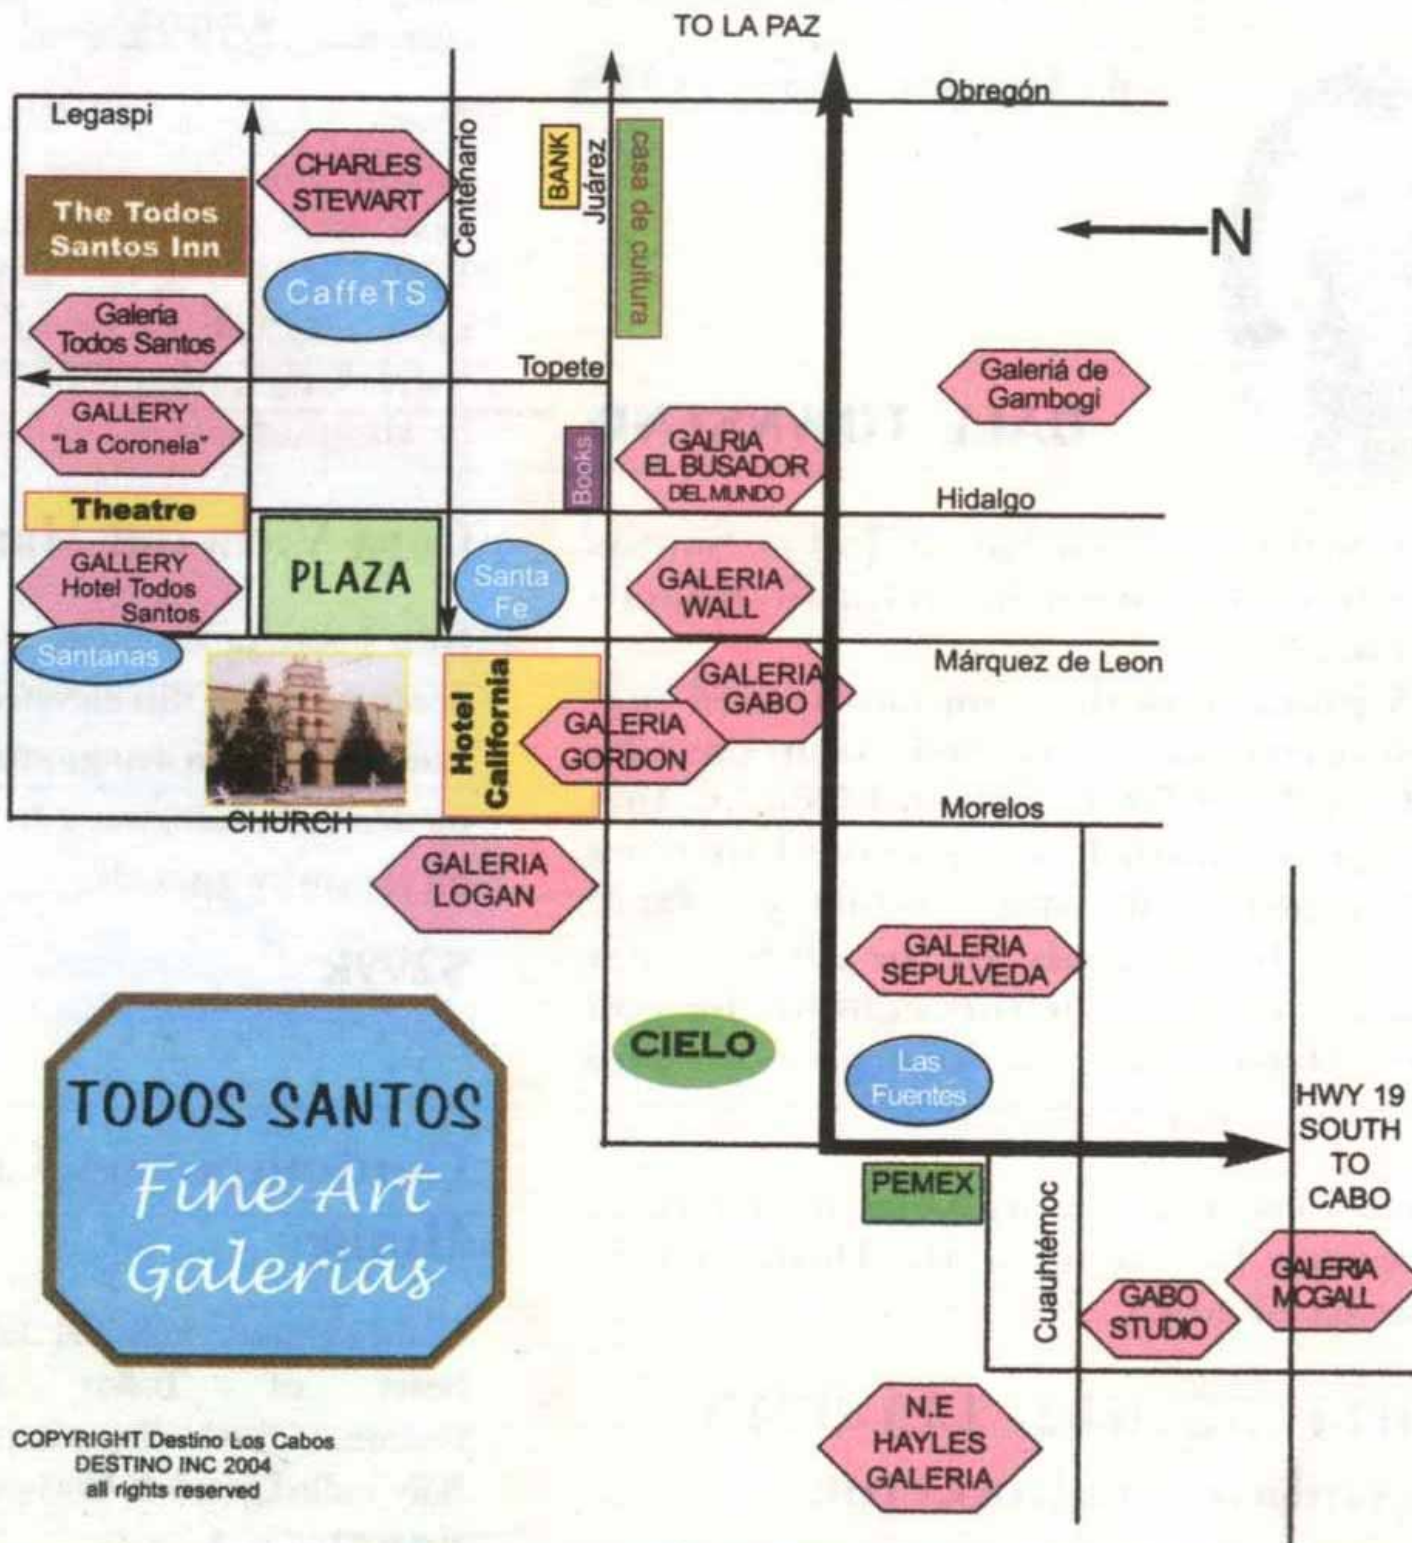 TO LA PAZ
Obregón
Legaspi
CHARLES
STEWART
Centenario
BANK
Juárez
casa de cultura
The Todos
Santos Inn
N
CaffeTS
Galería
Todos Santos
Topete
Galeriá de
Gambogi
GALLERY
"La Coronela"
Books
GALRIA
EL BUSADOR
DEL MUNDO
Theatre
Hidalgo
GALLERY
Hotel Todos
Santos
PLAZA
Santa
Fe
GALERIA
WALL
Santanas
Márquez de Leon
Hotel
California
GALERIA
GABO
GALERIA
GORDON
CHURCH
Morelos
GALERIA
LOGAN
GALERIA
SEPULVEDA
CIELO
Las
Fuentes
TODOS SANTOS
Fine Art
Galeriás
HWY 19
SOUTH
TO
CABO
PEMEX
Cuauhtémoc
GALERIA
MCGALL
GABO
STUDIO
N.E
HAYLES
GALERIA
COPYRIGHT Destino Los Cabos
DESTINO INC 2004
all rights reserved